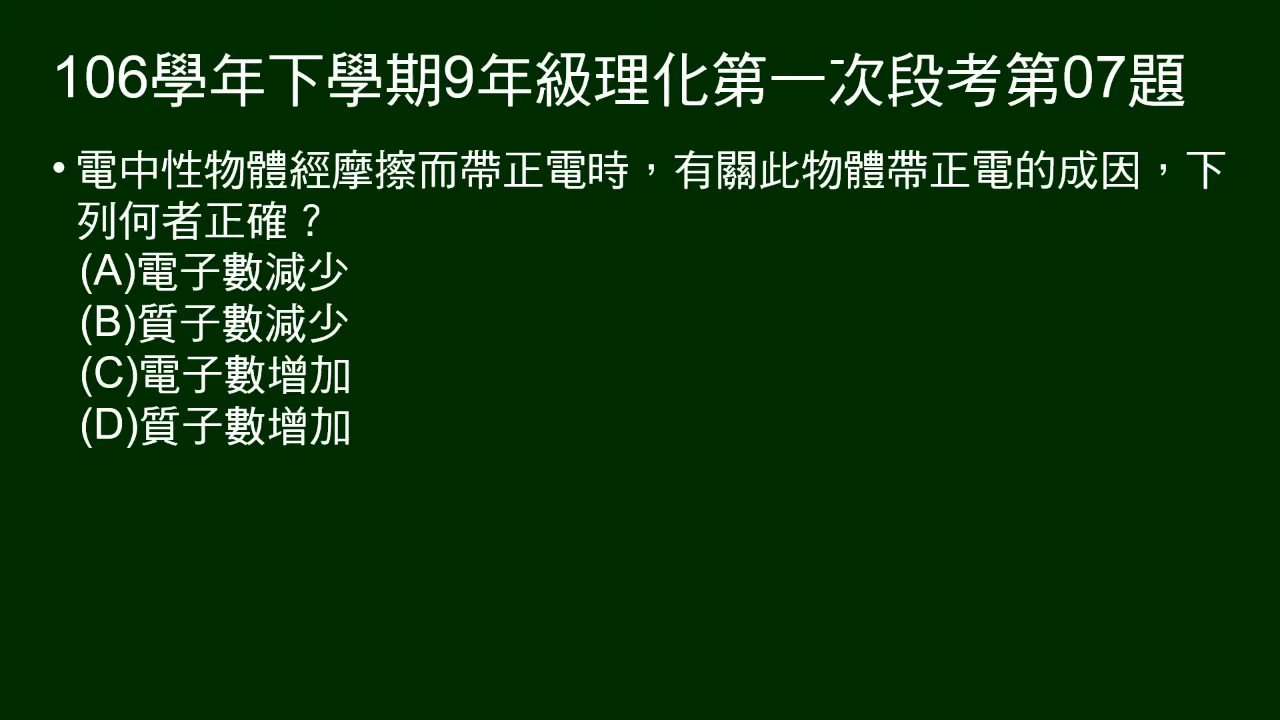 106學年下學期9年級理化第一次段考第07題
• 電中性物體經摩擦而帶正電時，有關此物體帶正電的成因，下
列何者正確？
(A)電子數減少
(B)質子數減少
(C)電子數增加
(D)質子數增加